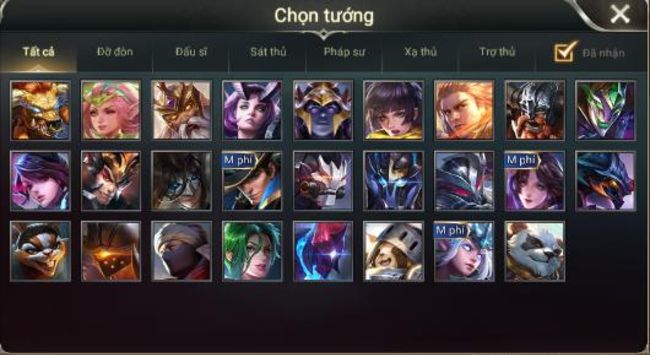 Chọn tướng
Tất cả Đỡ đòn Đấu sĩ Sát thủ Pháp sư Xạ thủ Trợ thủ Đã nhận
M phí M phí
M phí